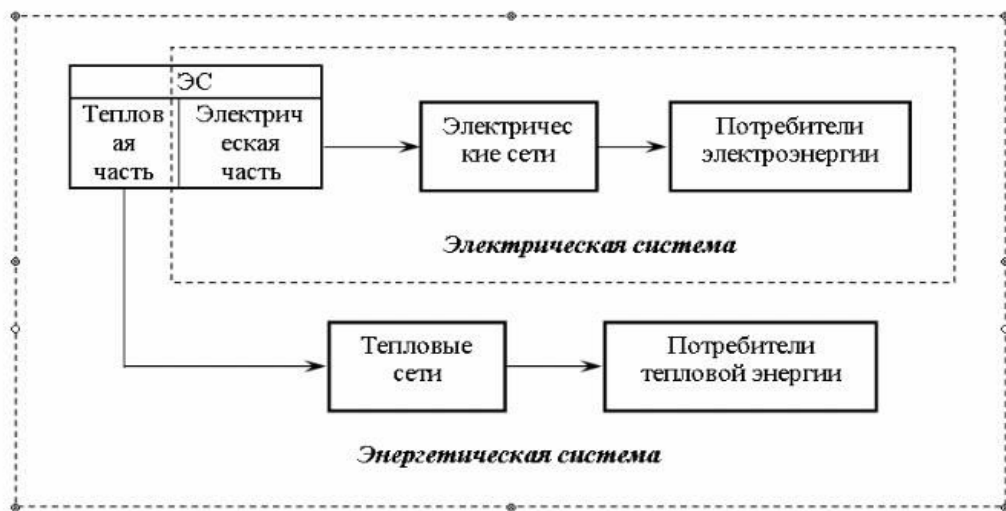 ЭС
Теплов
ая
часть
Электрич
еская
часть
Электричес
кие сети
Потребители
электроэнергии
Электрическая система
Тепловые
сети
Потребители
тепловой энергии
Энергетическая система